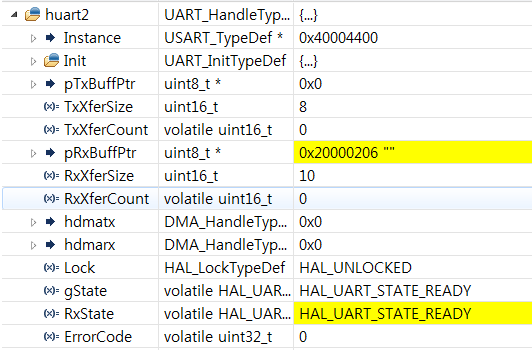 huart2 UART_HandleTyp... {...}
Instance USART_TypeDef * 0x40004400
Init UART_InitTypeDef {...}
pTxBuffPtr uint8_t * 0x0
(x)= TxXferSize uint16_t 8
(x)= TxXferCount volatile uint16_t 0
pRxBuffPtr uint8_t * 0x20000206 ""
(x)= RxXferSize uint16_t 10
(x)= RxXferCount volatile uint16_t 0
hdmatx DMA_HandleTyp... 0x0
hdmarx DMA_HandleTyp... 0x0
(x)= Lock HAL_LockTypeDef HAL_UNLOCKED
(x)= gState volatile HAL_UAR... HAL_UART_STATE_READY
(x)= RxState volatile HAL_UAR... HAL_UART_STATE_READY
(x)= ErrorCode volatile uint32_t 0